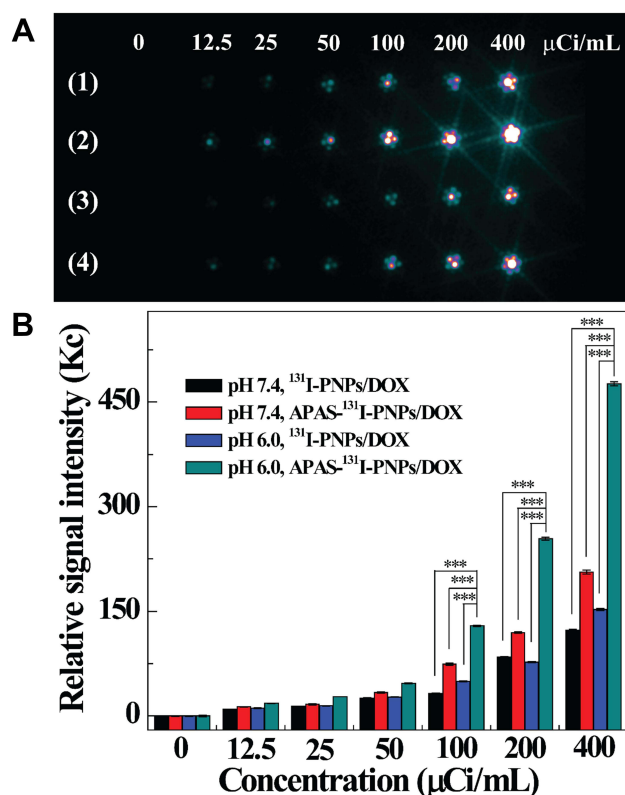 A
0 12.5 25 50 100 200 400 μCi/mL
(1)
(2)
(3)
(4)
B
Relative signal intensity (Kc)
450
300
150
0
pH 7.4, ¹³¹I-PNPs/DOX
pH 7.4, APAS-¹³¹I-PNPs/DOX
pH 6.0, ¹³¹I-PNPs/DOX
pH 6.0, APAS-¹³¹I-PNPs/DOX
***
***
***
***
***
***
***
***
***
0 12.5 25 50 100 200 400
Concentration (μCi/mL)